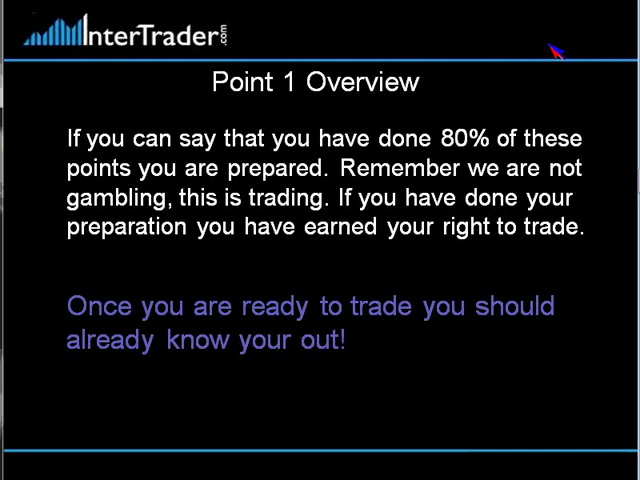 InterTrader.com
Point 1 Overview
If you can say that you have done 80% of these
points you are prepared. Remember we are not
gambling, this is trading. If you have done your
preparation you have earned your right to trade.
Once you are ready to trade you should
already know your out!